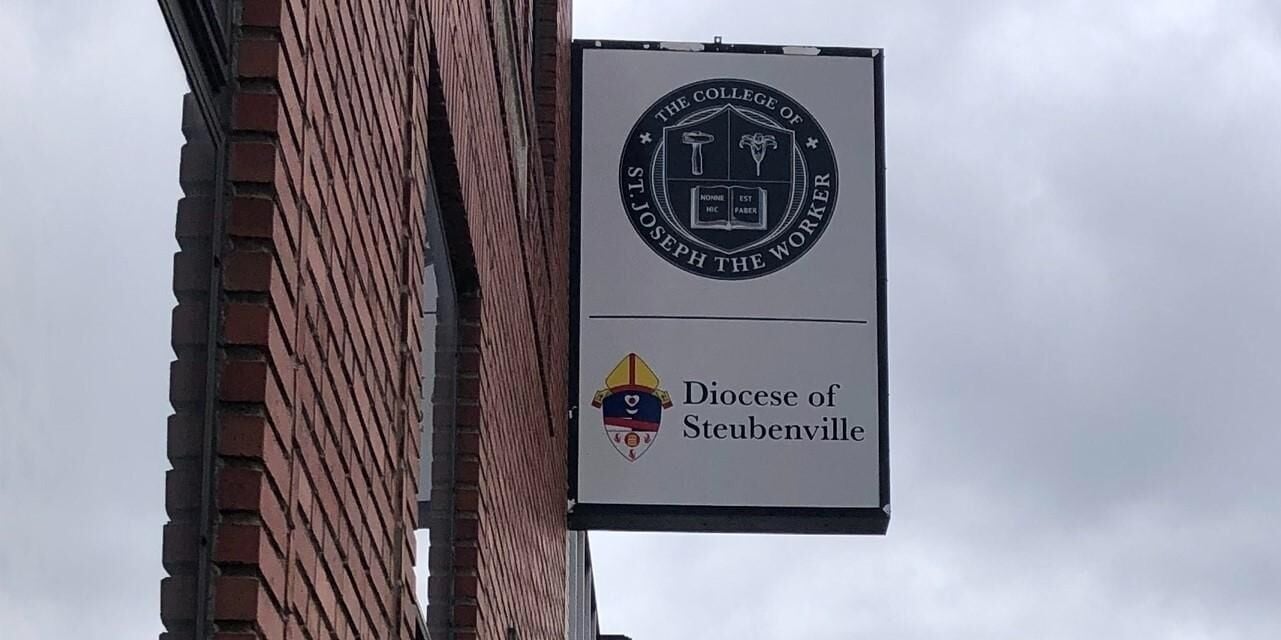 THE COLLEGE OF
NONNE EST
HIC FABER
ST. JOSEPH THE WORKER
Diocese of
Steubenville